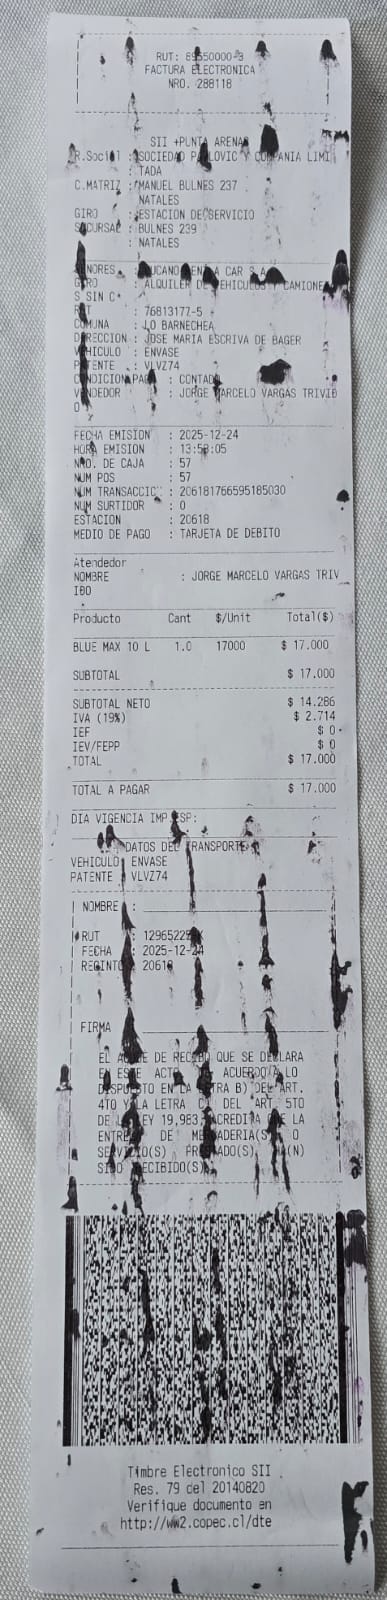 RUT: 89550000-3
FACTURA ELECTRONICA
NRO. 288118
SII +PUNTA ARENAS
R.Social : SOCIEDAD PAVLOVIC Y COMPANIA LIMI
TADA
C.MATRIZ : MANUEL BULNES 237
NATALES
GIRO : ESTACION DE SERVICIO
SUCURSAL : BULNES 239
: NATALES
CAR S A
GIRO : ALQUILER DE VEHICULOS Y CAMIONE
S SIN C
RUT : 76813177-5
COMUNA : LO BARNECHEA
DIRECCION : JOSE MARIA ESCRIVA DE BAGER
VEHICULO : ENVASE
PATENTE : VLVZ74
CONDICION PAGO : CONTADO
VENDEDOR : JORGE MARCELO VARGAS TRIVID
O
FECHA EMISION : 2025-12-24
HORA EMISION : 13:58:05
NRO. DE CAJA : 57
NUM POS : 57
NUM TRANSACCIO : 206181766595185030
NUM SURTIDOR : 0
ESTACION : 20618
MEDIO DE PAGO : TARJETA DE DEBITO
Atendedor
NOMBRE : JORGE MARCELO VARGAS TRIV
IDO
Producto Cant $/Unit Total($)
BLUE MAX 10 L 1.0 17000 $ 17.000
SUBTOTAL $ 17.000
SUBTOTAL NETO $ 14.286
IVA (19%) $ 2.714
IEF $ 0
IEV/FEPP $ 0
TOTAL $ 17.000
TOTAL A PAGAR $ 17.000
DIA VIGENCIA IMP.ESP:
DATOS DEL TRANSPORTE
VEHICULO : ENVASE
PATENTE : VLVZ74
NOMBRE :
RUT :
FECHA : 2025-12-24
RECINTO : 20618
FIRMA
EL ACUSE DE RECIBO QUE SE DECLARA
EN ESTE ACTO, DE ACUERDO A LO
DISPUESTO EN LA LETRA B) DEL ART.
4TO Y LA LETRA C) DEL ART. 5TO
DE LA LEY 19,983, ACREDITA QUE LA
ENTREGA DE MERCADERIA(S) O
SERVICIO(S) PRESTADO(S) HA(N)
SIDO RECIBIDO(S).
Timbre Electronico SII
Res. 79 del 20140820
Verifique documento en
http://ww2.copec.cl/dte